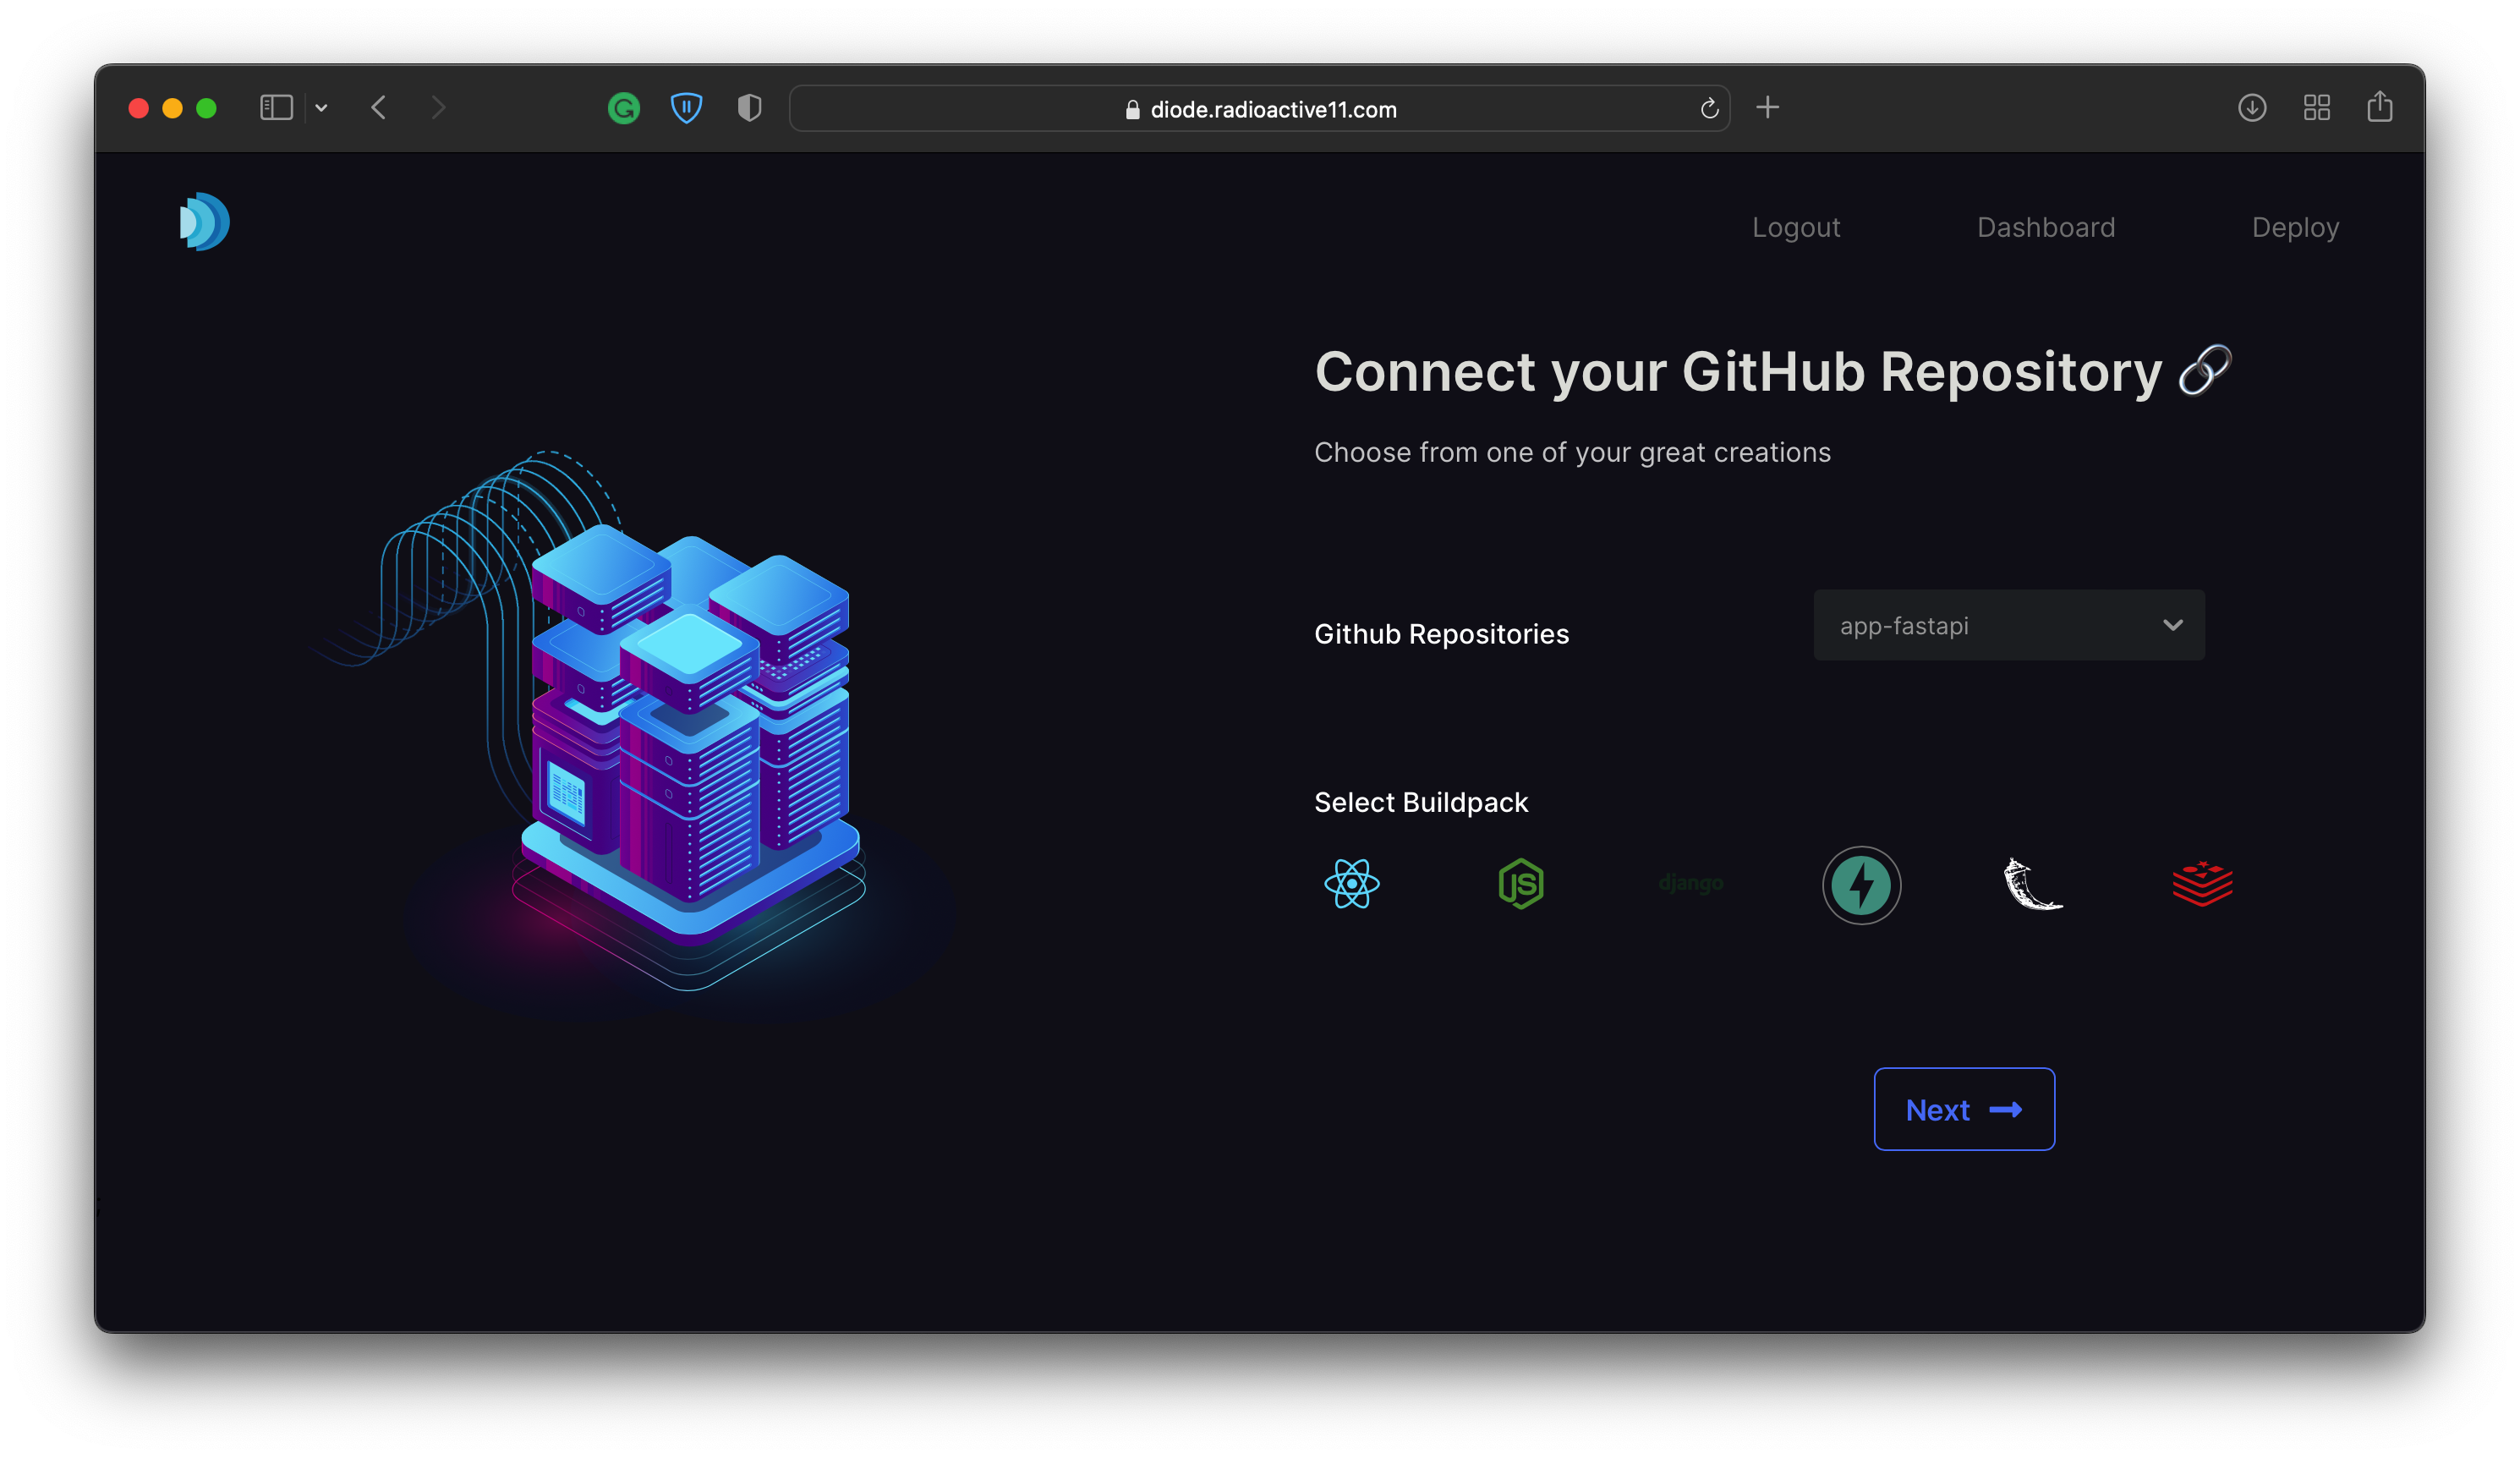 diode.radioactive11.com
Logout Dashboard Deploy
Connect your GitHub Repository
Choose from one of your great creations
Github Repositories
app-fastapi
Select Buildpack
JS
django
Next